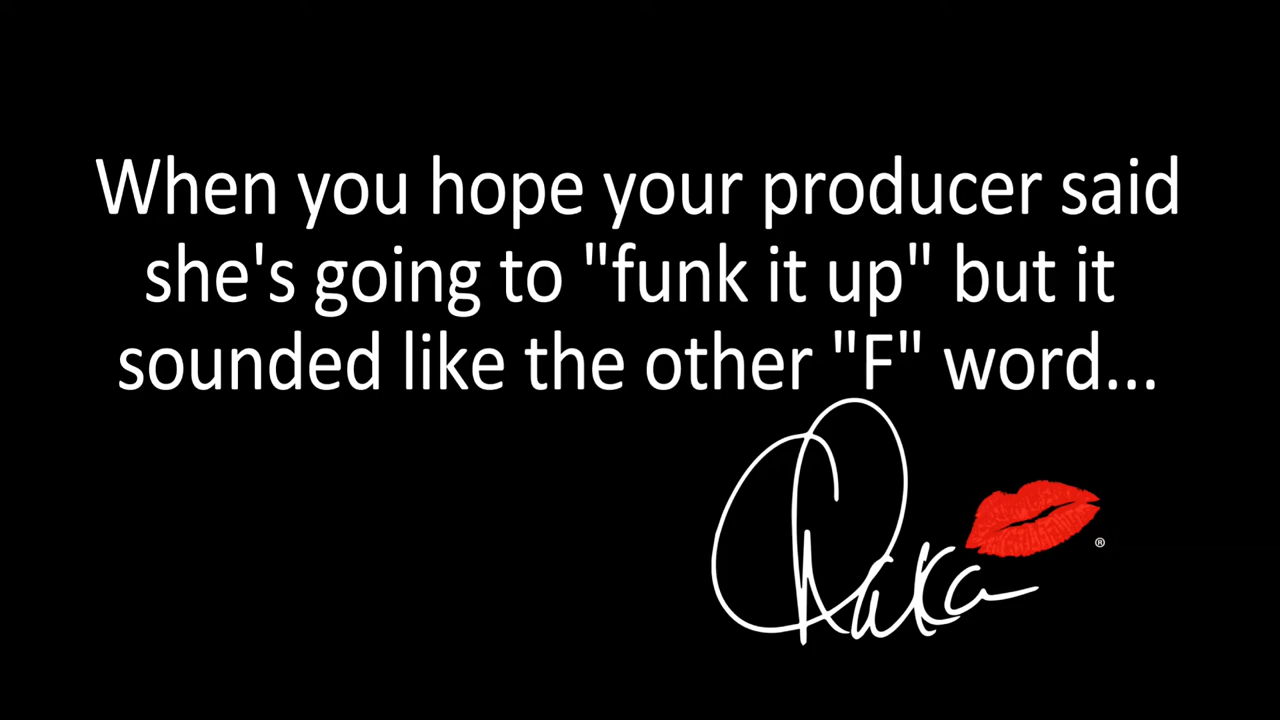 When you hope your producer said
she's going to "funk it up" but it
sounded like the other "F" word...
®